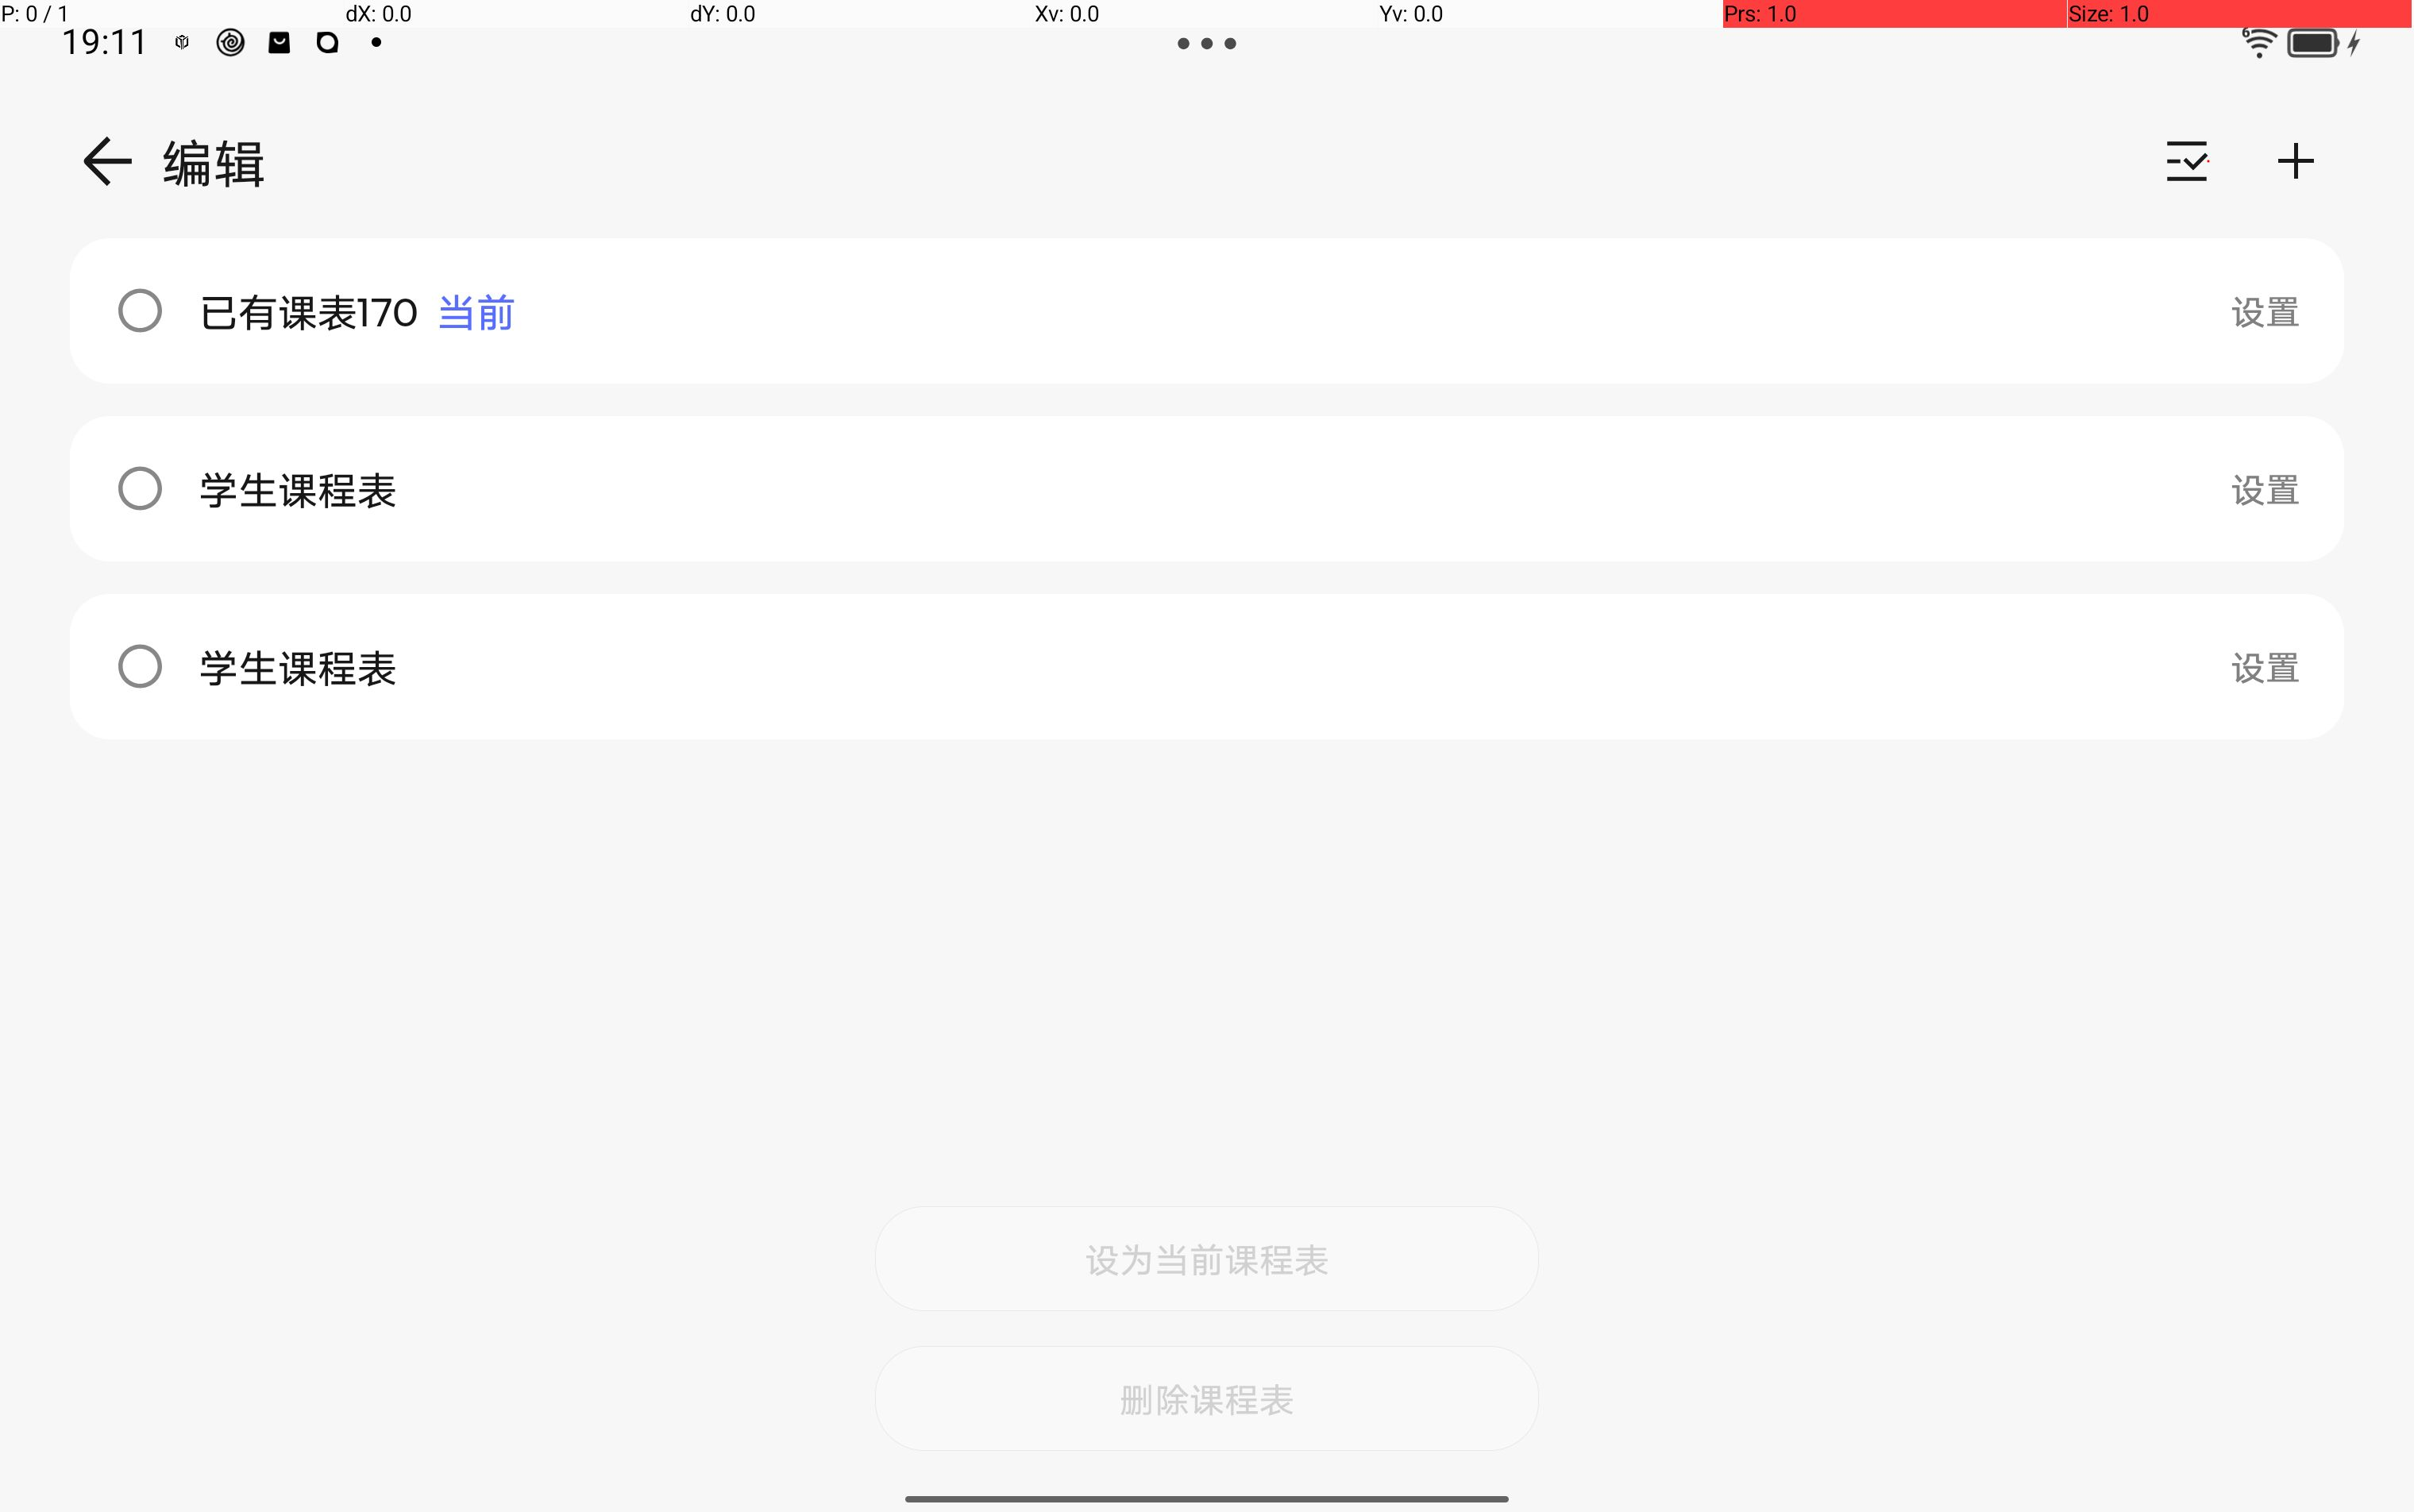 P: 0 / 1 dX: 0.0 dY: 0.0 Xv: 0.0 Yv: 0.0 Prs: 1.0 Size: 1.0
19:11 6
编辑
已有课表170 当前 设置
学生课程表 设置
学生课程表 设置
设为当前课程表
删除课程表